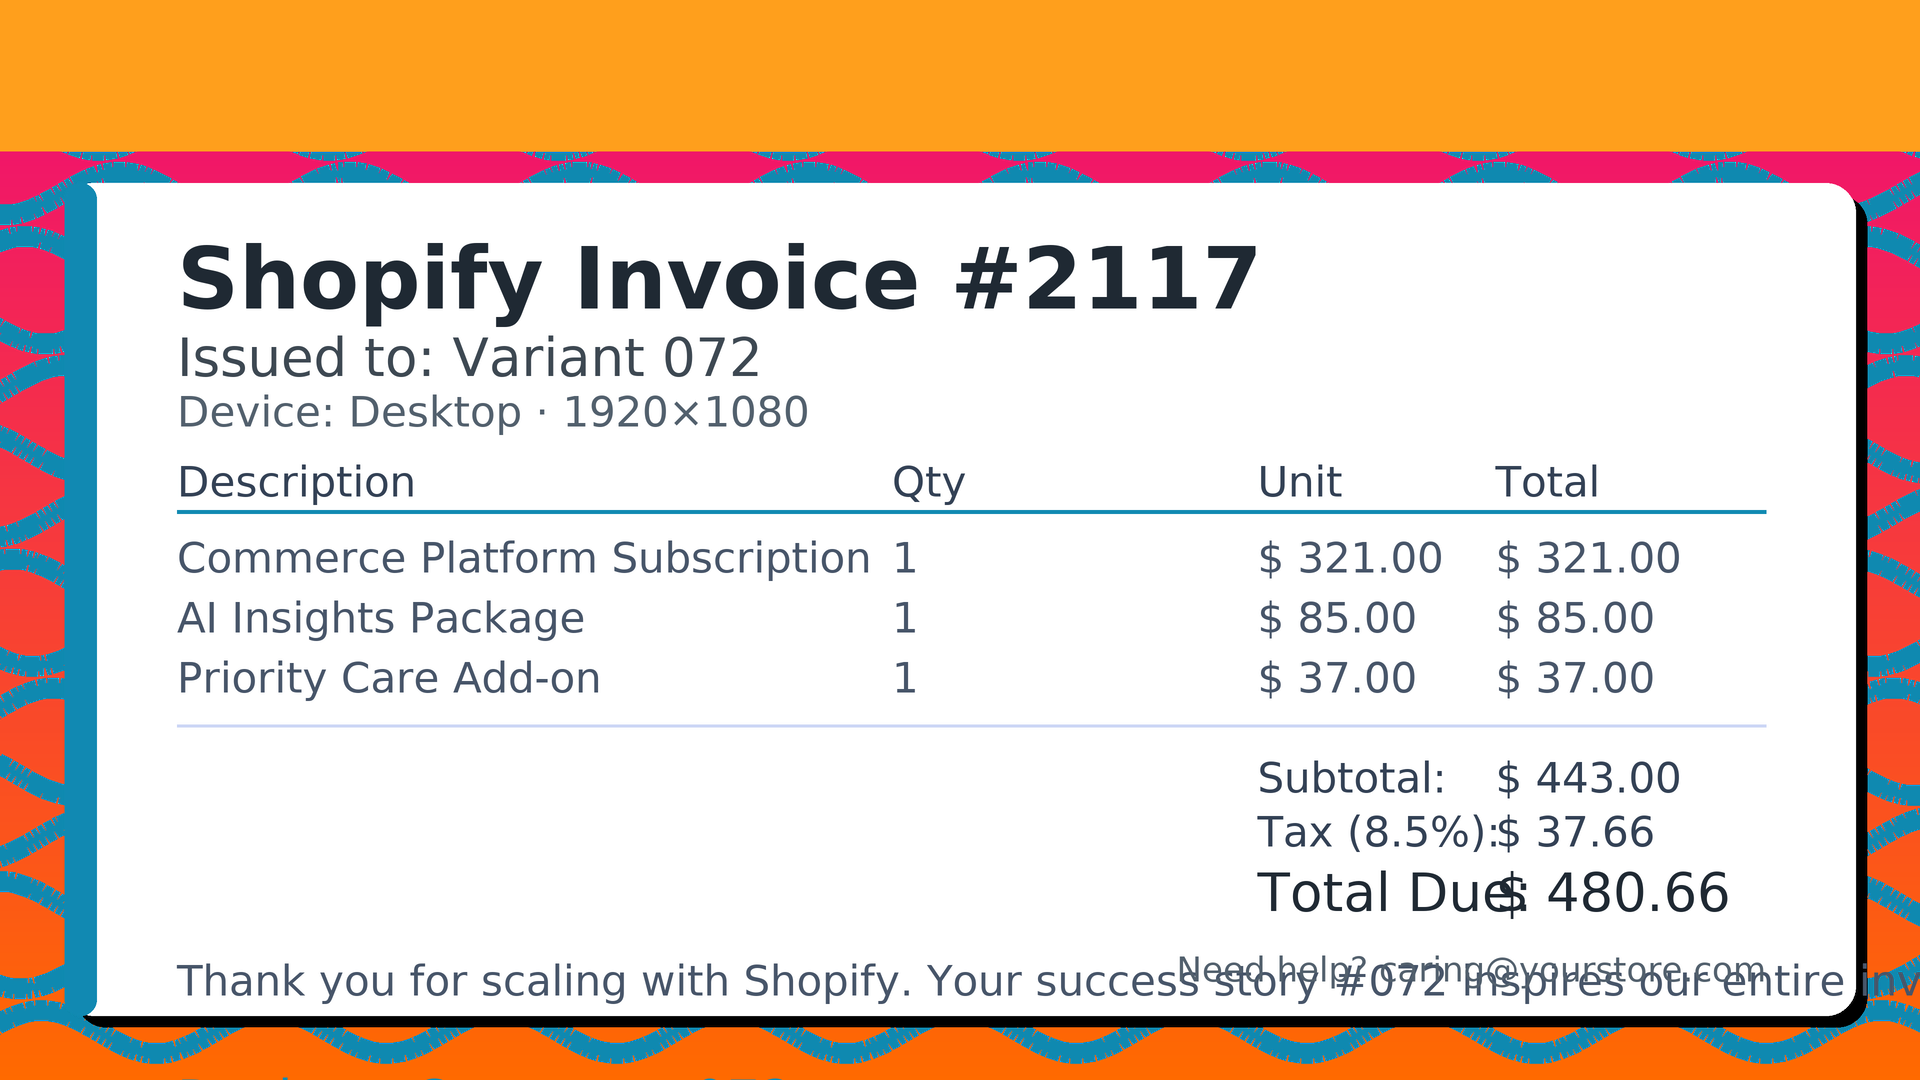 Shopify Invoice #2117
Issued to: Variant 072
Device: Desktop · 1920×1080
Description Qty Unit Total
Commerce Platform Subscription 1 $ 321.00 $ 321.00
AI Insights Package 1 $ 85.00 $ 85.00
Priority Care Add-on 1 $ 37.00 $ 37.00
Subtotal: $ 443.00
Tax (8.5%): $ 37.66
Total Due: $ 480.66
Need help? caring@yourstore.com
Thank you for scaling with Shopify. Your success story #072 inspires our entire